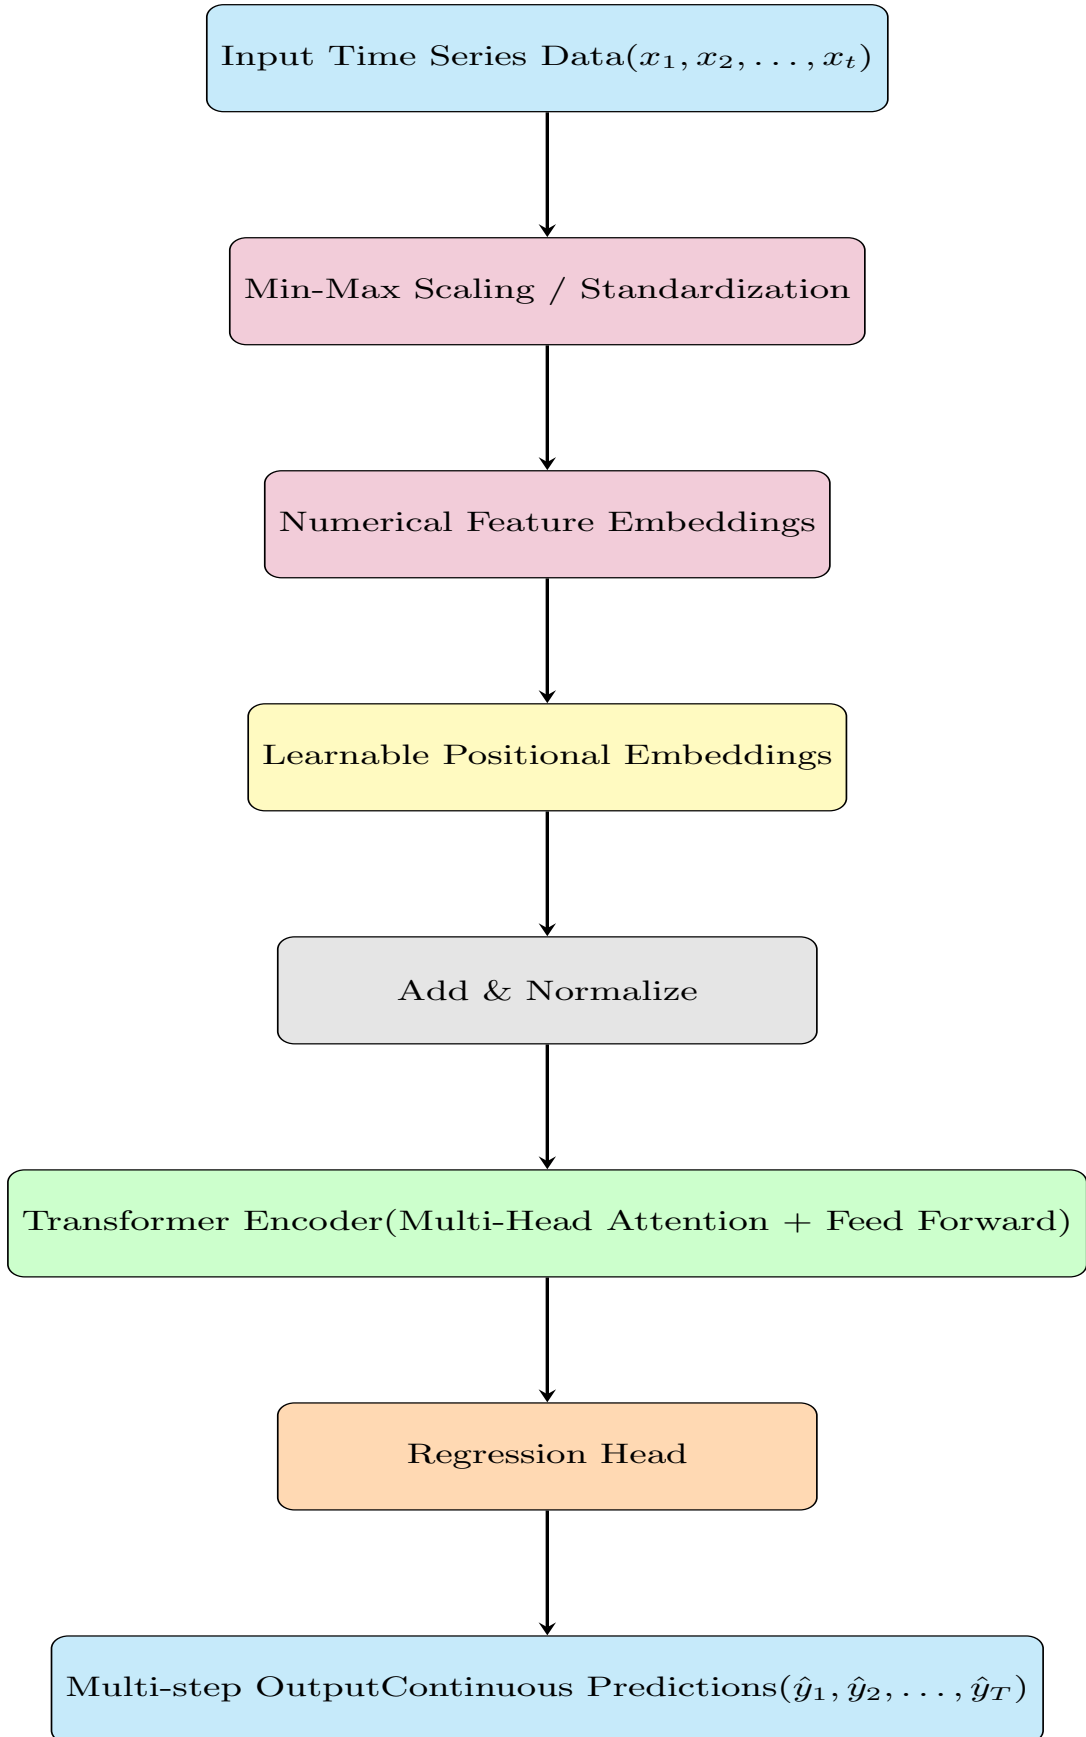 Input Time Series Data(x₁, x₂, . . . , xₜ)
Min-Max Scaling / Standardization
Numerical Feature Embeddings
Learnable Positional Embeddings
Add & Normalize
Transformer Encoder(Multi-Head Attention + Feed Forward)
Regression Head
Multi-step OutputContinuous Predictions(ŷ₁, ŷ₂, . . . , ŷ_T)